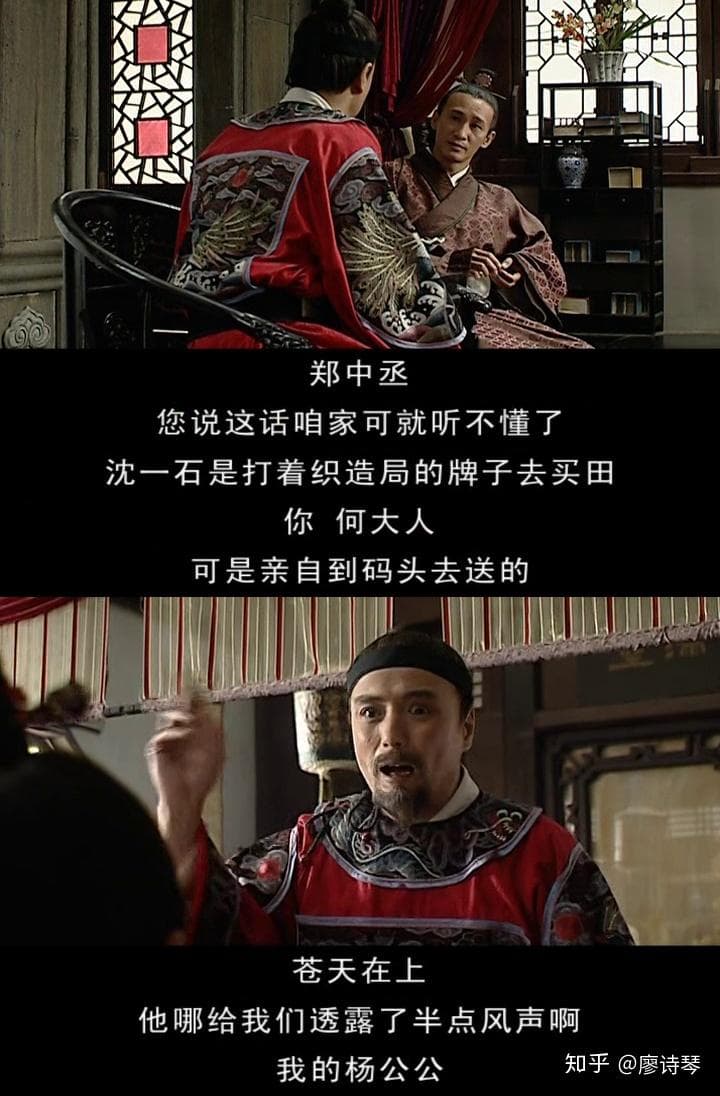 郑中丞
您说这话咱家可就听不懂了
沈一石是打着织造局的牌子去买田
你 何大人
可是亲自到码头去送的
苍天在上
他哪给我们透露了半点风声啊
我的杨公公
知乎 @廖诗琴